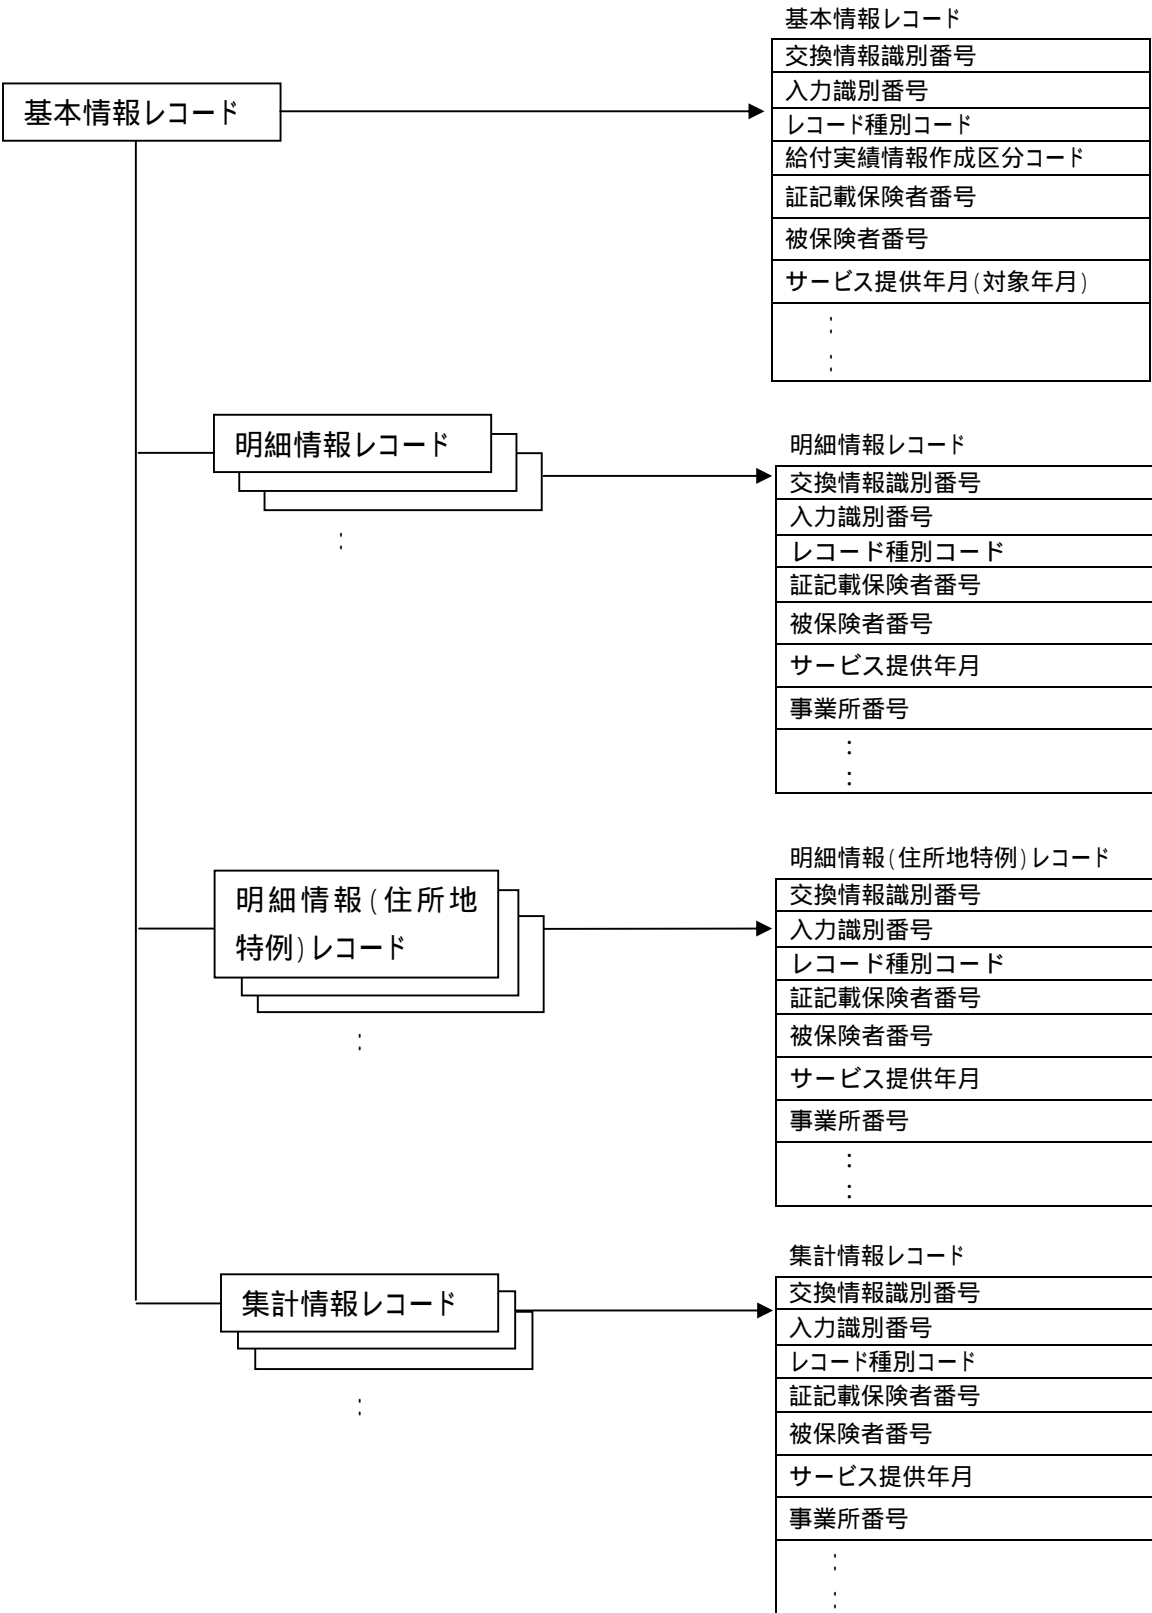 基本情報レコード
基本情報レコード
交換情報識別番号
入力識別番号
レコード種別コード
給付実績情報作成区分コード
証記載保険者番号
被保険者番号
サービス提供年月(対象年月)
:
:
明細情報レコード
:
明細情報レコード
交換情報識別番号
入力識別番号
レコード種別コード
証記載保険者番号
被保険者番号
サービス提供年月
事業所番号
:
:
明細情報(住所地
特例)レコード
:
明細情報(住所地特例)レコード
交換情報識別番号
入力識別番号
レコード種別コード
証記載保険者番号
被保険者番号
サービス提供年月
事業所番号
:
:
集計情報レコード
:
集計情報レコード
交換情報識別番号
入力識別番号
レコード種別コード
証記載保険者番号
被保険者番号
サービス提供年月
事業所番号
:
: